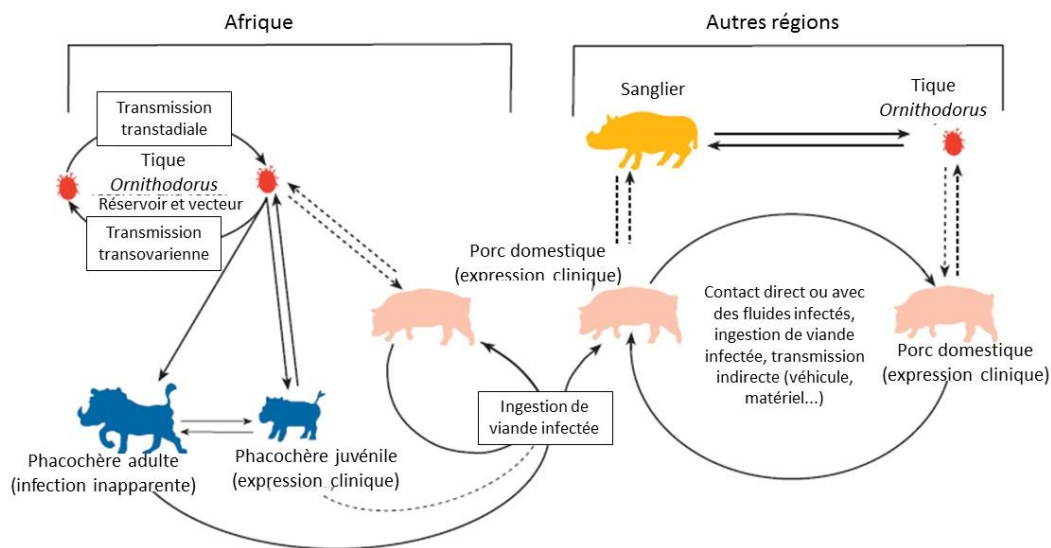 Afrique
Autres régions
Transmission
transtadiale
Tique
Ornithodorus
Réservoir et vecteur
Transmission
transovarienne
Sanglier
Tique
Ornithodorus
Porc domestique
(expression clinique)
Contact direct ou avec
des fluides infectés,
ingestion de viande
infectée, transmission
indirecte (véhicule,
matériel...)
Porc domestique
(expression clinique)
Ingestion de
viande infectée
Phacochère adulte
(infection inapparente)
Phacochère juvénile
(expression clinique)